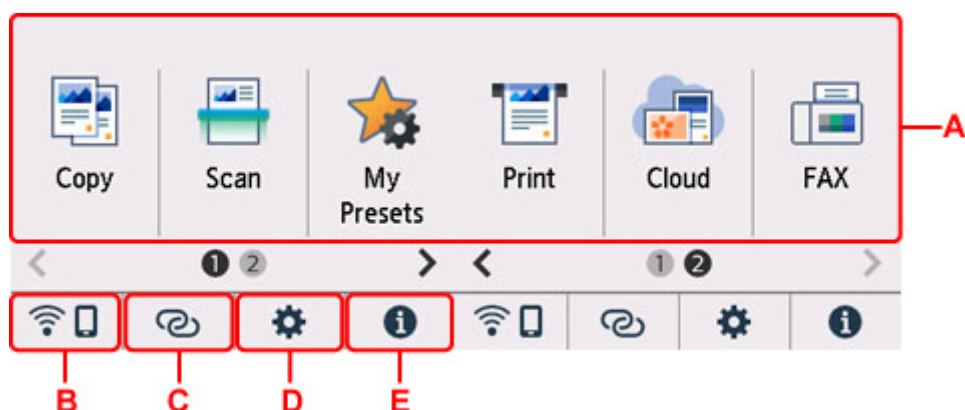 A
Copy Scan My Print Cloud FAX
Presets
1 2 1 2
B C D E